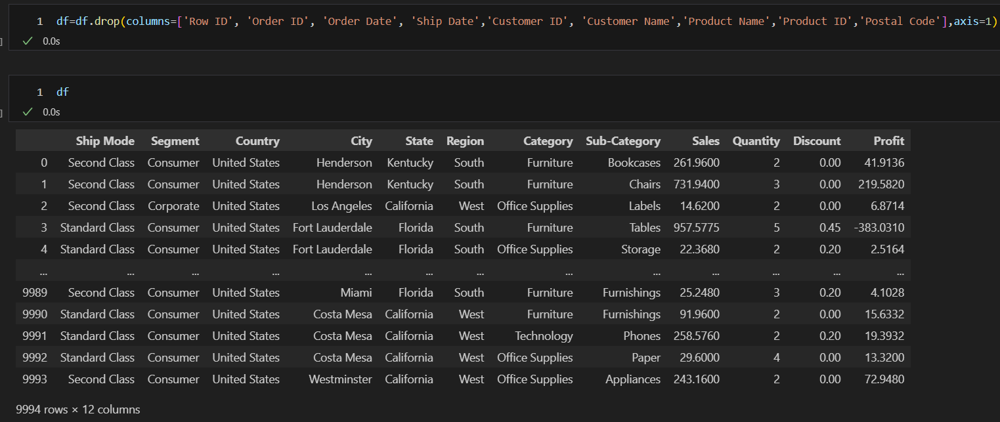 1 df=df.drop(columns=['Row ID', 'Order ID', 'Order Date', 'Ship Date','Customer ID', 'Customer Name','Product Name','Product ID','Postal Code'],axis=1)
] ✓ 0.0s
1 df
] ✓ 0.0s
Ship Mode Segment Country City State Region Category Sub-Category Sales Quantity Discount Profit
0 Second Class Consumer United States Henderson Kentucky South Furniture Bookcases 261.9600 2 0.00 41.9136
1 Second Class Consumer United States Henderson Kentucky South Furniture Chairs 731.9400 3 0.00 219.5820
2 Second Class Corporate United States Los Angeles California West Office Supplies Labels 14.6200 2 0.00 6.8714
3 Standard Class Consumer United States Fort Lauderdale Florida South Furniture Tables 957.5775 5 0.45 -383.0310
4 Standard Class Consumer United States Fort Lauderdale Florida South Office Supplies Storage 22.3680 2 0.20 2.5164
... ... ... ... ... ... ... ... ... ... ... ... ...
9989 Second Class Consumer United States Miami Florida South Furniture Furnishings 25.2480 3 0.20 4.1028
9990 Standard Class Consumer United States Costa Mesa California West Furniture Furnishings 91.9600 2 0.00 15.6332
9991 Standard Class Consumer United States Costa Mesa California West Technology Phones 258.5760 2 0.20 19.3932
9992 Standard Class Consumer United States Costa Mesa California West Office Supplies Paper 29.6000 4 0.00 13.3200
9993 Second Class Consumer United States Westminster California West Office Supplies Appliances 243.1600 2 0.00 72.9480
9994 rows × 12 columns